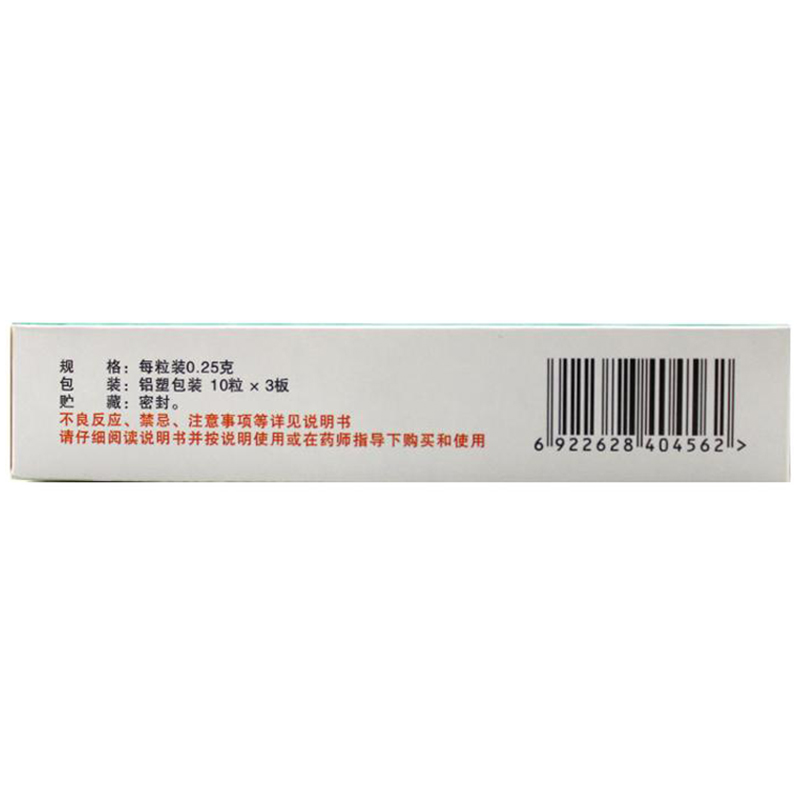 规　　格：每粒装0.25克
包　　装：铝塑包装 10粒 × 3板
贮　　藏：密封。
不良反应、禁忌、注意事项等详见说明书
请仔细阅读说明书并按说明使用或在药师指导下购买和使用
6 922628 404562 >